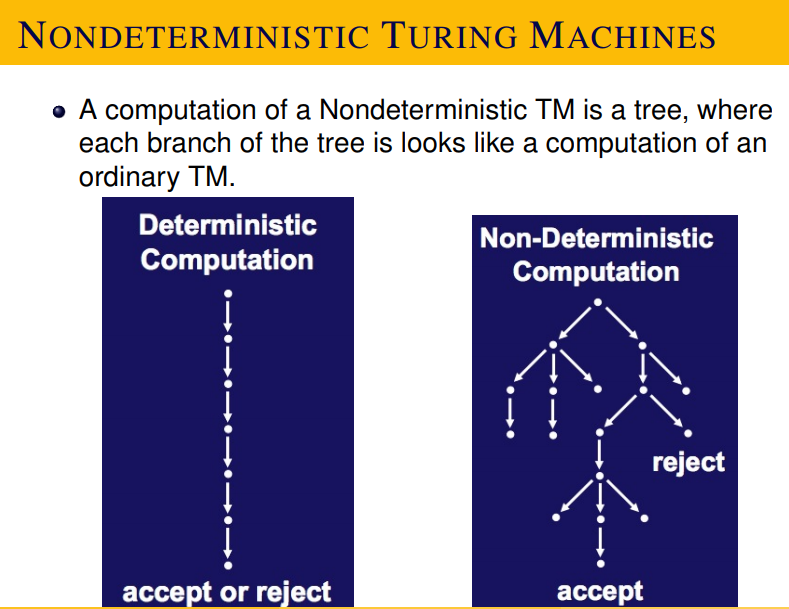 NONDETERMINISTIC TURING MACHINES
A computation of a Nondeterministic TM is a tree, where
each branch of the tree is looks like a computation of an
ordinary TM.
Deterministic
Computation
accept or reject
Non-Deterministic
Computation
reject
accept